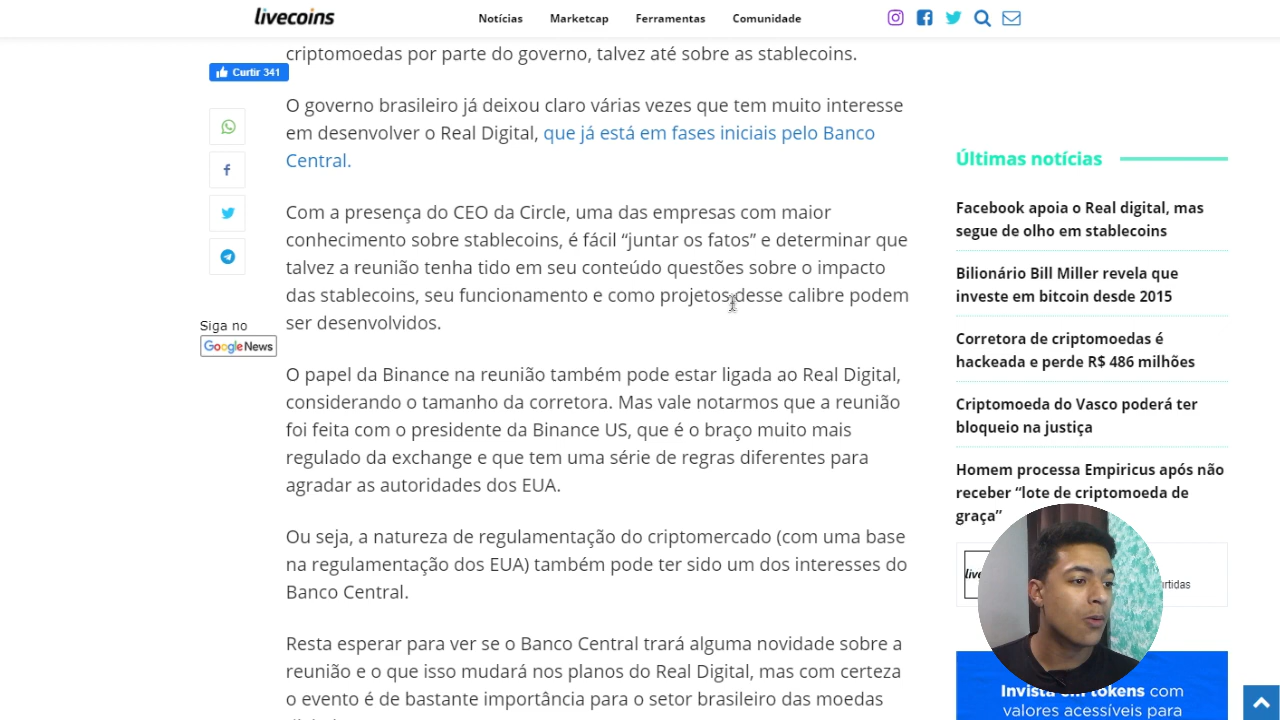 livecoins
Notícias
Marketcap
Ferramentas
Comunidade
criptomoedas por parte do governo, talvez até sobre as stablecoins.
Curtir 341
O governo brasileiro já deixou claro várias vezes que tem muito interesse
em desenvolver o Real Digital, que já está em fases iniciais pelo Banco
Central.
Com a presença do CEO da Circle, uma das empresas com maior
conhecimento sobre stablecoins, é fácil “juntar os fatos” e determinar que
talvez a reunião tenha tido em seu conteúdo questões sobre o impacto
das stablecoins, seu funcionamento e como projetos desse calibre podem
ser desenvolvidos.
Siga no
Google News
O papel da Binance na reunião também pode estar ligada ao Real Digital,
considerando o tamanho da corretora. Mas vale notarmos que a reunião
foi feita com o presidente da Binance US, que é o braço muito mais
regulado da exchange e que tem uma série de regras diferentes para
agradar as autoridades dos EUA.
Ou seja, a natureza de regulamentação do criptomercado (com uma base
na regulamentação dos EUA) também pode ter sido um dos interesses do
Banco Central.
Resta esperar para ver se o Banco Central trará alguma novidade sobre a
reunião e o que isso mudará nos planos do Real Digital, mas com certeza
o evento é de bastante importância para o setor brasileiro das moedas
Últimas notícias
Facebook apoia o Real digital, mas
segue de olho em stablecoins
Bilionário Bill Miller revela que
investe em bitcoin desde 2015
Corretora de criptomoedas é
hackeada e perde R$ 486 milhões
Criptomoeda do Vasco poderá ter
bloqueio na justiça
Homem processa Empiricus após não
receber “lote de criptomoeda de
graça”
Invista em tokens com
valores acessíveis para